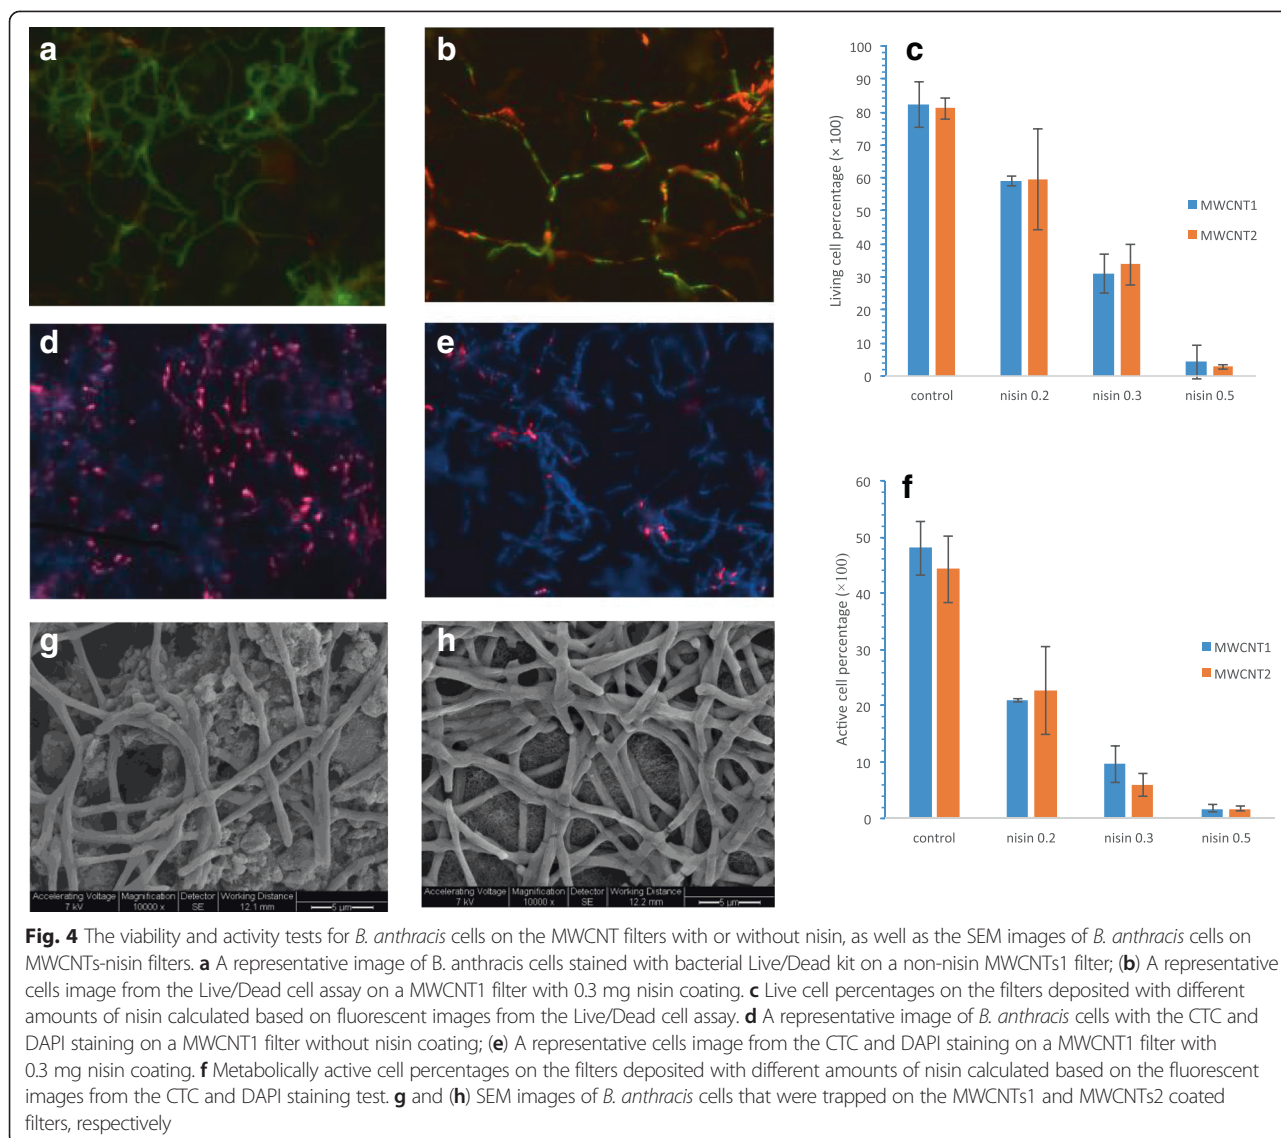 a
b
c
100
90
80
70
60
50
40
30
20
10
0
Living cell percentage (× 100)
control
nisin 0.2
nisin 0.3
nisin 0.5
MWCNT1
MWCNT2
d
e
f
60
50
40
30
20
10
0
Active cell percentage (×100)
control
nisin 0.2
nisin 0.3
nisin 0.5
MWCNT1
MWCNT2
g
Accelerating Voltage Magnification Detector Working Distance
7 kV 10000 x SE 12.1 mm 5 µm
h
Accelerating Voltage Magnification Detector Working Distance
7 kV 10000 x SE 12.2 mm 5 µm
Fig. 4 The viability and activity tests for B. anthracis cells on the MWCNT filters with or without nisin, as well as the SEM images of B. anthracis cells on
MWCNTs-nisin filters. a A representative image of B. anthracis cells stained with bacterial Live/Dead kit on a non-nisin MWCNTs1 filter; (b) A representative
cells image from the Live/Dead cell assay on a MWCNT1 filter with 0.3 mg nisin coating. c Live cell percentages on the filters deposited with different
amounts of nisin calculated based on fluorescent images from the Live/Dead cell assay. d A representative image of B. anthracis cells with the CTC and
DAPI staining on a MWCNT1 filter without nisin coating; (e) A representative cells image from the CTC and DAPI staining on a MWCNT1 filter with
0.3 mg nisin coating. f Metabolically active cell percentages on the filters deposited with different amounts of nisin calculated based on the fluorescent
images from the CTC and DAPI staining test. g and (h) SEM images of B. anthracis cells that were trapped on the MWCNTs1 and MWCNTs2 coated
filters, respectively